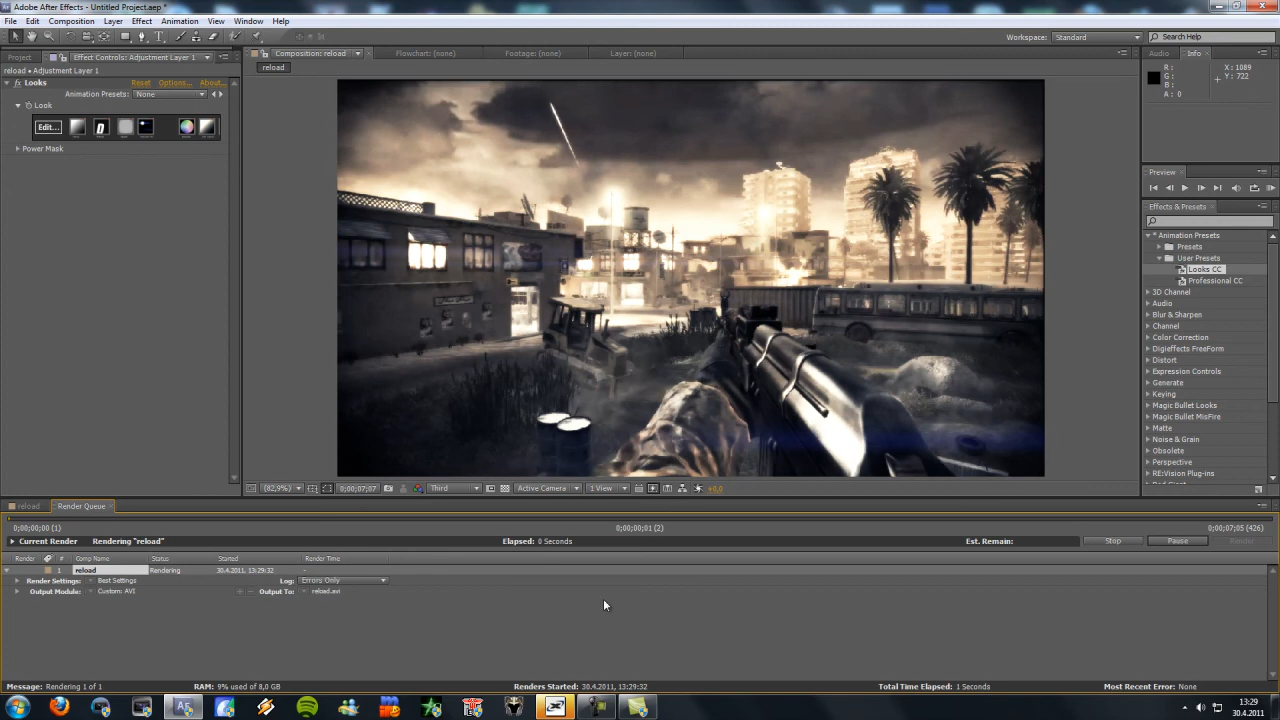 Adobe After Effects - Untitled Project.aep *
File Edit Composition Layer Effect Animation View Window Help
Workspace: Standard Search Help
Project Effect Controls: Adjustment Layer 1
Composition: reload Flowchart: (none) Footage: (none) Layer: (none)
Audio Info
reload • Adjustment Layer 1
reload
Looks Reset Options... About...
Animation Presets: None
Look
Edit...
Power Mask
R:
G:
B:
A: 0
X: 1089
Y: 722
Preview
Effects & Presets
* Animation Presets
Presets
User Presets
Looks CC
Professional CC
3D Channel
Audio
Blur & Sharpen
Channel
Color Correction
Digieffects FreeForm
Distort
Expression Controls
Generate
Keying
Magic Bullet Looks
Magic Bullet MisFire
Matte
Noise & Grain
Obsolete
Perspective
RE:Vision Plug-ins
(82,9%) 0;00;07;07 Third Active Camera 1 View +0,0
reload Render Queue
0;00;00;00 (1) 0;00;00;01 (2) 0;00;07;05 (426)
Current Render Rendering "reload" Elapsed: 0 Seconds Est. Remain: Stop Pause Render
Render # Comp Name Status Started Render Time
1 reload Rendering 30.4.2011, 13:29:32 -
Render Settings: Best Settings Log: Errors Only
Output Module: Custom: AVI Output To: reload.avi
Message: Rendering 1 of 1 RAM: 9% used of 8,0 GB Renders Started: 30.4.2011, 13:29:32 Total Time Elapsed: 1 Seconds Most Recent Error: None
13:29
30.4.2011